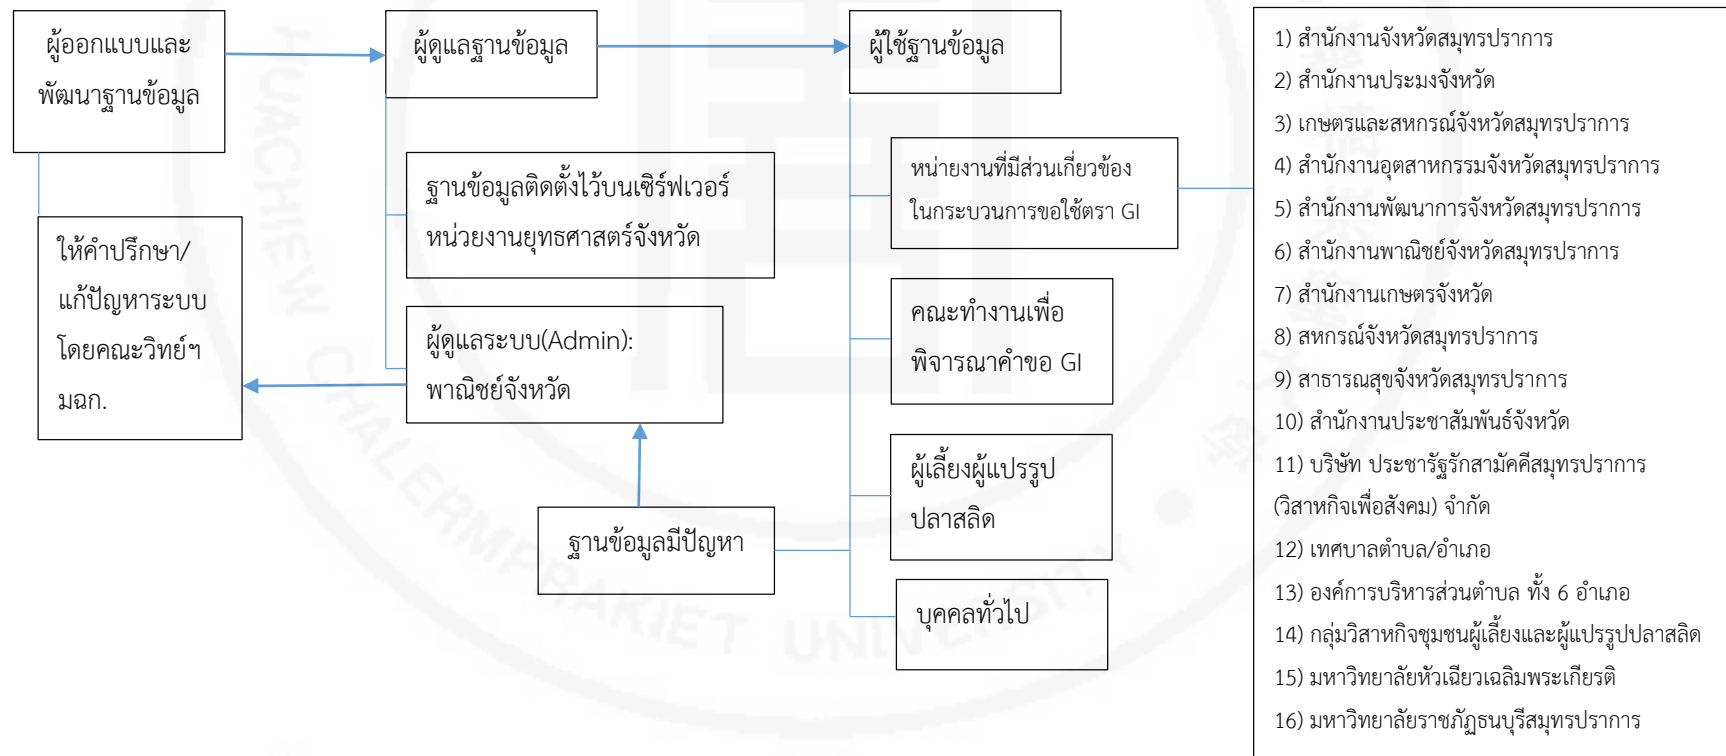 ผู้ออกแบบและ
พัฒนาฐานข้อมูล
ผู้ดูแลฐานข้อมูล
ผู้ใช้ฐานข้อมูล
ให้คำปรึกษา/
แก้ปัญหาระบบ
โดยคณะวิทย์ฯ
มฉก.
ฐานข้อมูลติดตั้งไว้บนเซิร์ฟเวอร์
หน่วยงานยุทธศาสตร์จังหวัด
ผู้ดูแลระบบ(Admin):
พาณิชย์จังหวัด
ฐานข้อมูลมีปัญหา
หน่ายงานที่มีส่วนเกี่ยวข้อง
ในกระบวนการขอใช้ตรา GI
คณะทำงานเพื่อ
พิจารณาคำขอ GI
ผู้เลี้ยงผู้แปรรูป
ปลาสลิด
บุคคลทั่วไป
1) สำนักงานจังหวัดสมุทรปราการ
2) สำนักงานประมงจังหวัด
3) เกษตรและสหกรณ์จังหวัดสมุทรปราการ
4) สำนักงานอุตสาหกรรมจังหวัดสมุทรปราการ
5) สำนักงานพัฒนาการจังหวัดสมุทรปราการ
6) สำนักงานพาณิชย์จังหวัดสมุทรปราการ
7) สำนักงานเกษตรจังหวัด
8) สหกรณ์จังหวัดสมุทรปราการ
9) สาธารณสุขจังหวัดสมุทรปราการ
10) สำนักงานประชาสัมพันธ์จังหวัด
11) บริษัท ประชารัฐรักสามัคคีสมุทรปราการ
(วิสาหกิจเพื่อสังคม) จำกัด
12) เทศบาลตำบล/อำเภอ
13) องค์การบริหารส่วนตำบล ทั้ง 6 อำเภอ
14) กลุ่มวิสาหกิจชุมชนผู้เลี้ยงและผู้แปรรูปปลาสลิด
15) มหาวิทยาลัยหัวเฉียวเฉลิมพระเกียรติ
16) มหาวิทยาลัยราชภัฏธนบุรีสมุทรปราการ
HUACHIEW CHALERMPRAKIET UNIVERSITY